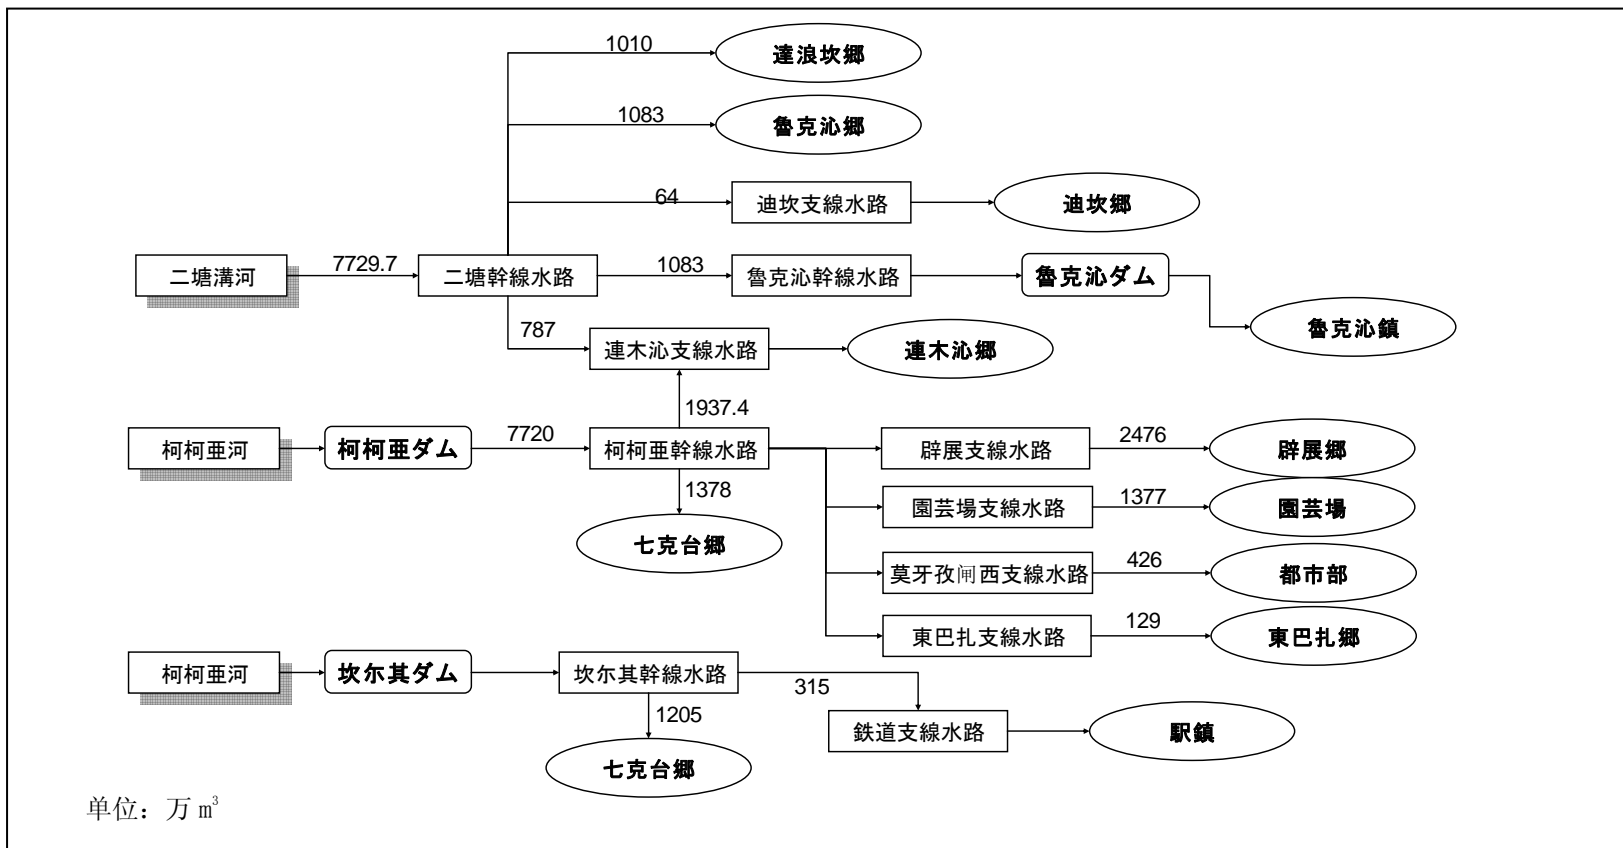 1010
達浪坎郷
1083
魯克沁郷
64
迪坎支線水路
迪坎郷
二塘溝河
7729.7
二塘幹線水路
1083
魯克沁幹線水路
魯克沁ダム
魯克沁鎮
787
連木沁支線水路
連木沁郷
1937.4
柯柯亜河
柯柯亜ダム
7720
柯柯亜幹線水路
辟展支線水路
2476
辟展郷
1378
七克台郷
園芸場支線水路
1377
園芸場
莫牙孜闸西支線水路
426
都市部
東巴扎支線水路
129
東巴扎郷
柯柯亜河
坎尓其ダム
坎尓其幹線水路
315
1205
鉄道支線水路
駅鎮
七克台郷
単位：万 m³